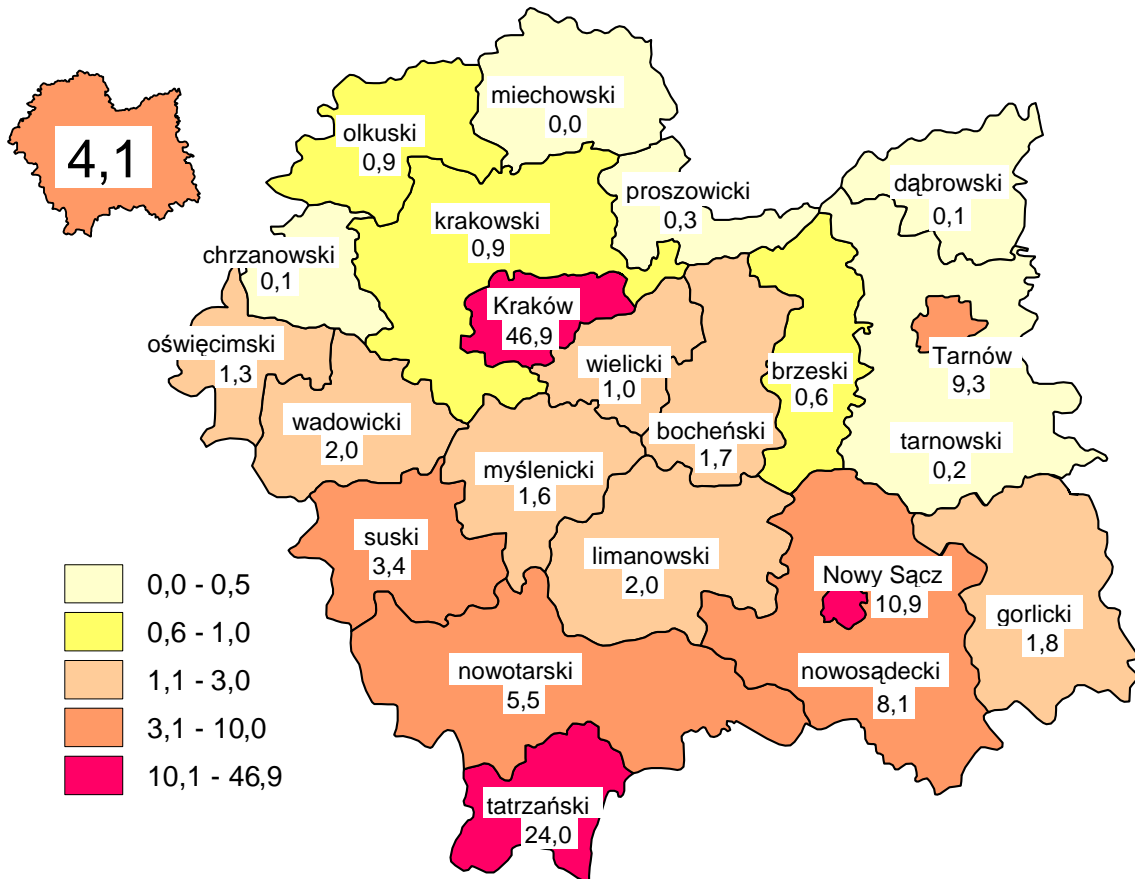 miechowski
0,0
olkuski
0,9
4,1
proszowicki
0,3
dąbrowski
0,1
krakowski
0,9
chrzanowski
0,1
Kraków
46,9
oświęcimski
1,3
wielicki
1,0
brzeski
0,6
Tarnów
9,3
wadowicki
2,0
bocheński
1,7
tarnowski
0,2
myślenicki
1,6
suski
3,4
limanowski
2,0
Nowy Sącz
10,9
gorlicki
1,8
nowotarski
5,5
nowosądecki
8,1
tatrzański
24,0
0,0 - 0,5
0,6 - 1,0
1,1 - 3,0
3,1 - 10,0
10,1 - 46,9